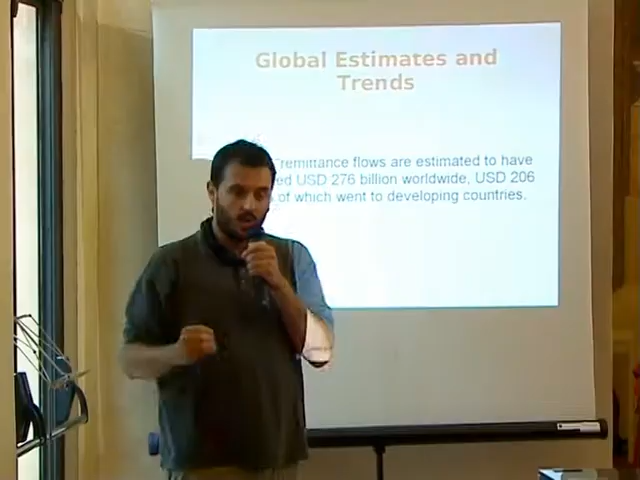 Global Estimates and
Trends
remittance flows are estimated to have
ed USD 276 billion worldwide, USD 206
of which went to developing countries.